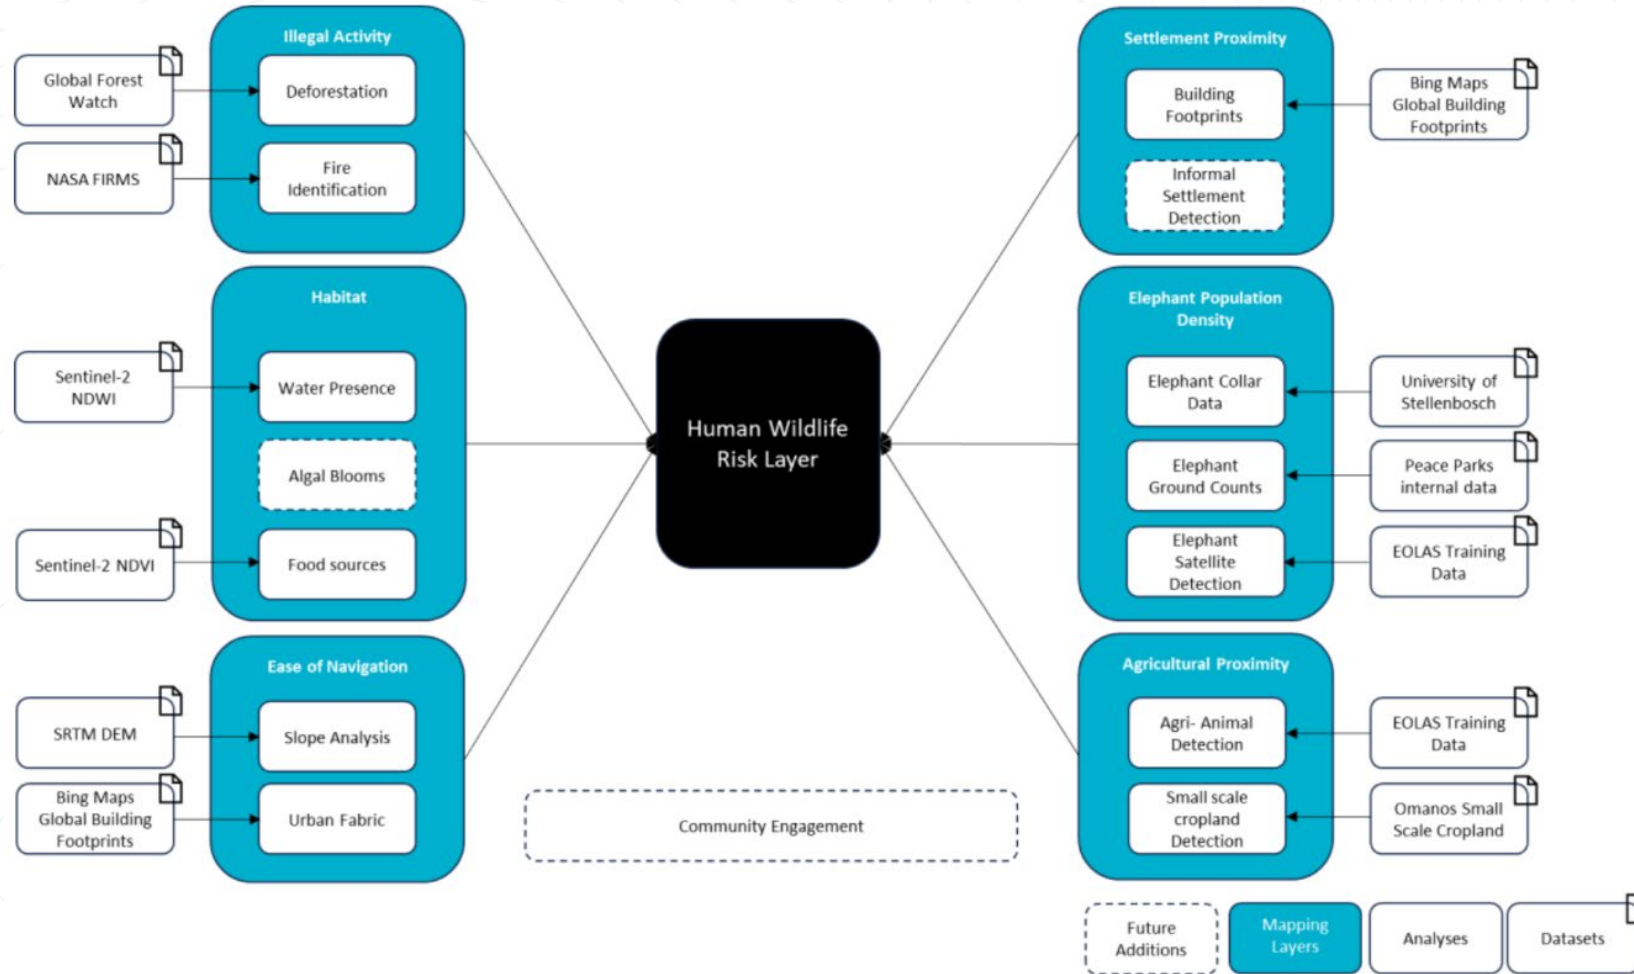 Illegal Activity
Global Forest
Watch
Deforestation
NASA FIRMS
Fire
Identification
Habitat
Sentinel-2
NDWI
Water Presence
Algal Blooms
Sentinel-2 NDVI
Food sources
Ease of Navigation
SRTM DEM
Slope Analysis
Bing Maps
Global Building
Footprints
Urban Fabric
Human Wildlife
Risk Layer
Community Engagement
Settlement Proximity
Building
Footprints
Bing Maps
Global Building
Footprints
Informal
Settlement
Detection
Elephant Population
Density
Elephant Collar
Data
University of
Stellenbosch
Elephant
Ground Counts
Peace Parks
internal data
Elephant
Satellite
Detection
EOLAS Training
Data
Agricultural Proximity
Agri- Animal
Detection
EOLAS Training
Data
Small scale
cropland
Detection
Omanos Small
Scale Cropland
Future
Additions
Mapping
Layers
Analyses
Datasets